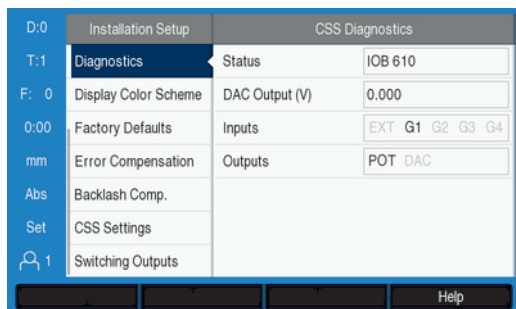 D:0 Installation Setup CSS Diagnostics
T:1 Diagnostics Status IOB 610
F: 0 Display Color Scheme DAC Output (V) 0.000
0:00 Factory Defaults Inputs EXT G1 G2 G3 G4
mm Error Compensation Outputs POT DAC
Abs Backlash Comp.
Set CSS Settings
1 Switching Outputs
Help